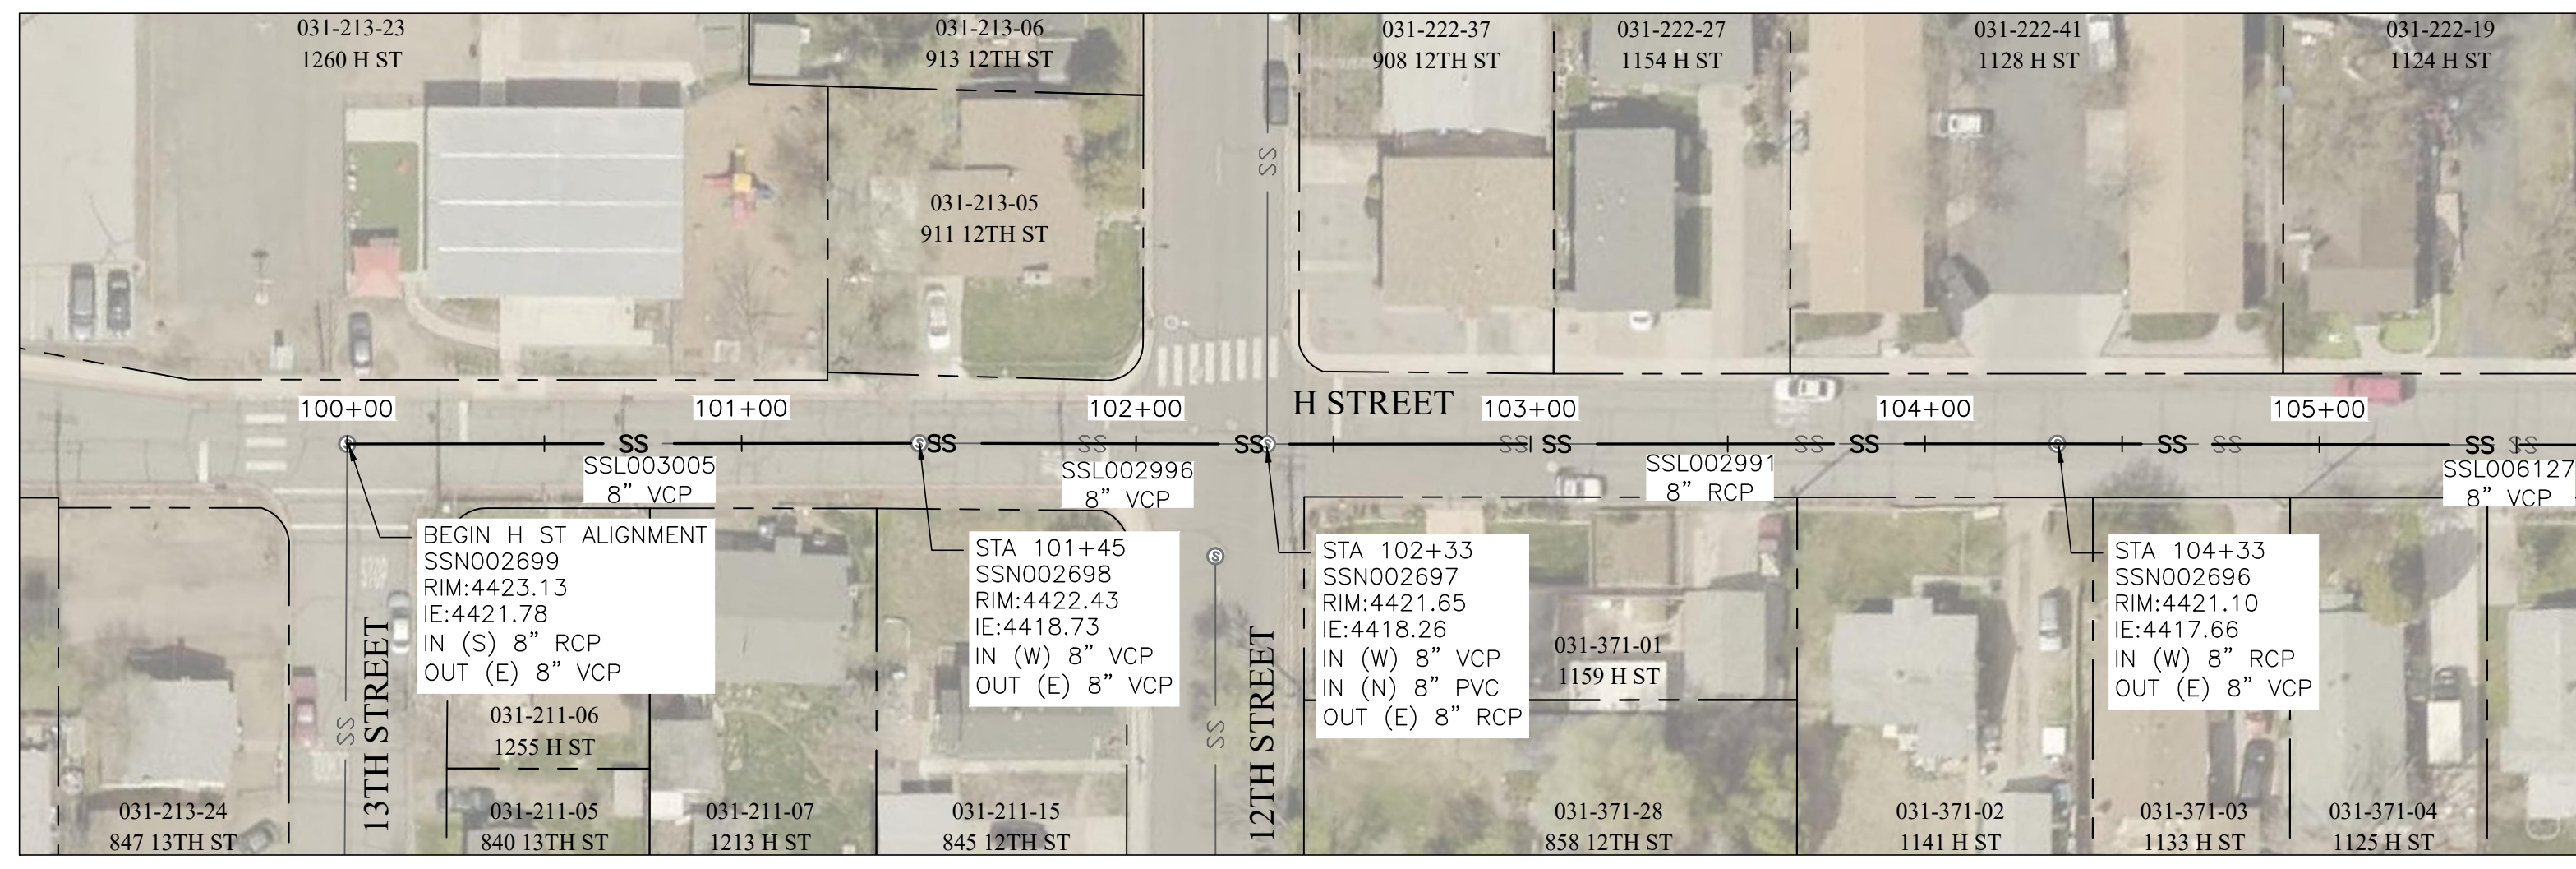 031-213-23
1260 H ST
031-213-06
913 12TH ST
031-222-37
908 12TH ST
031-222-27
1154 H ST
031-222-41
1128 H ST
031-222-19
1124 H ST
031-213-05
911 12TH ST
SS
H STREET
100+00
101+00
102+00
103+00
104+00
105+00
S
SS
S
SS
SS
SS
S
SS
SS
SS
SS
S
SS
SS
SS
SS
SSL003005
8” VCP
SSL002996
8” VCP
SSL002991
8” RCP
SSL006127
8” VCP
BEGIN H ST ALIGNMENT
SSN002699
RIM:4423.13
IE:4421.78
IN (S) 8” RCP
OUT (E) 8” VCP
STA 101+45
SSN002698
RIM:4422.43
IE:4418.73
IN (W) 8” VCP
OUT (E) 8” VCP
S
STA 102+33
SSN002697
RIM:4421.65
IE:4418.26
IN (W) 8” VCP
IN (N) 8” PVC
OUT (E) 8” RCP
STA 104+33
SSN002696
RIM:4421.10
IE:4417.66
IN (W) 8” RCP
OUT (E) 8” VCP
STOP
SS
13TH STREET
SS
12TH STREET
031-371-01
1159 H ST
031-211-06
1255 H ST
031-213-24
847 13TH ST
031-211-05
840 13TH ST
031-211-07
1213 H ST
031-211-15
845 12TH ST
031-371-28
858 12TH ST
031-371-02
1141 H ST
031-371-03
1133 H ST
031-371-04
1125 H ST